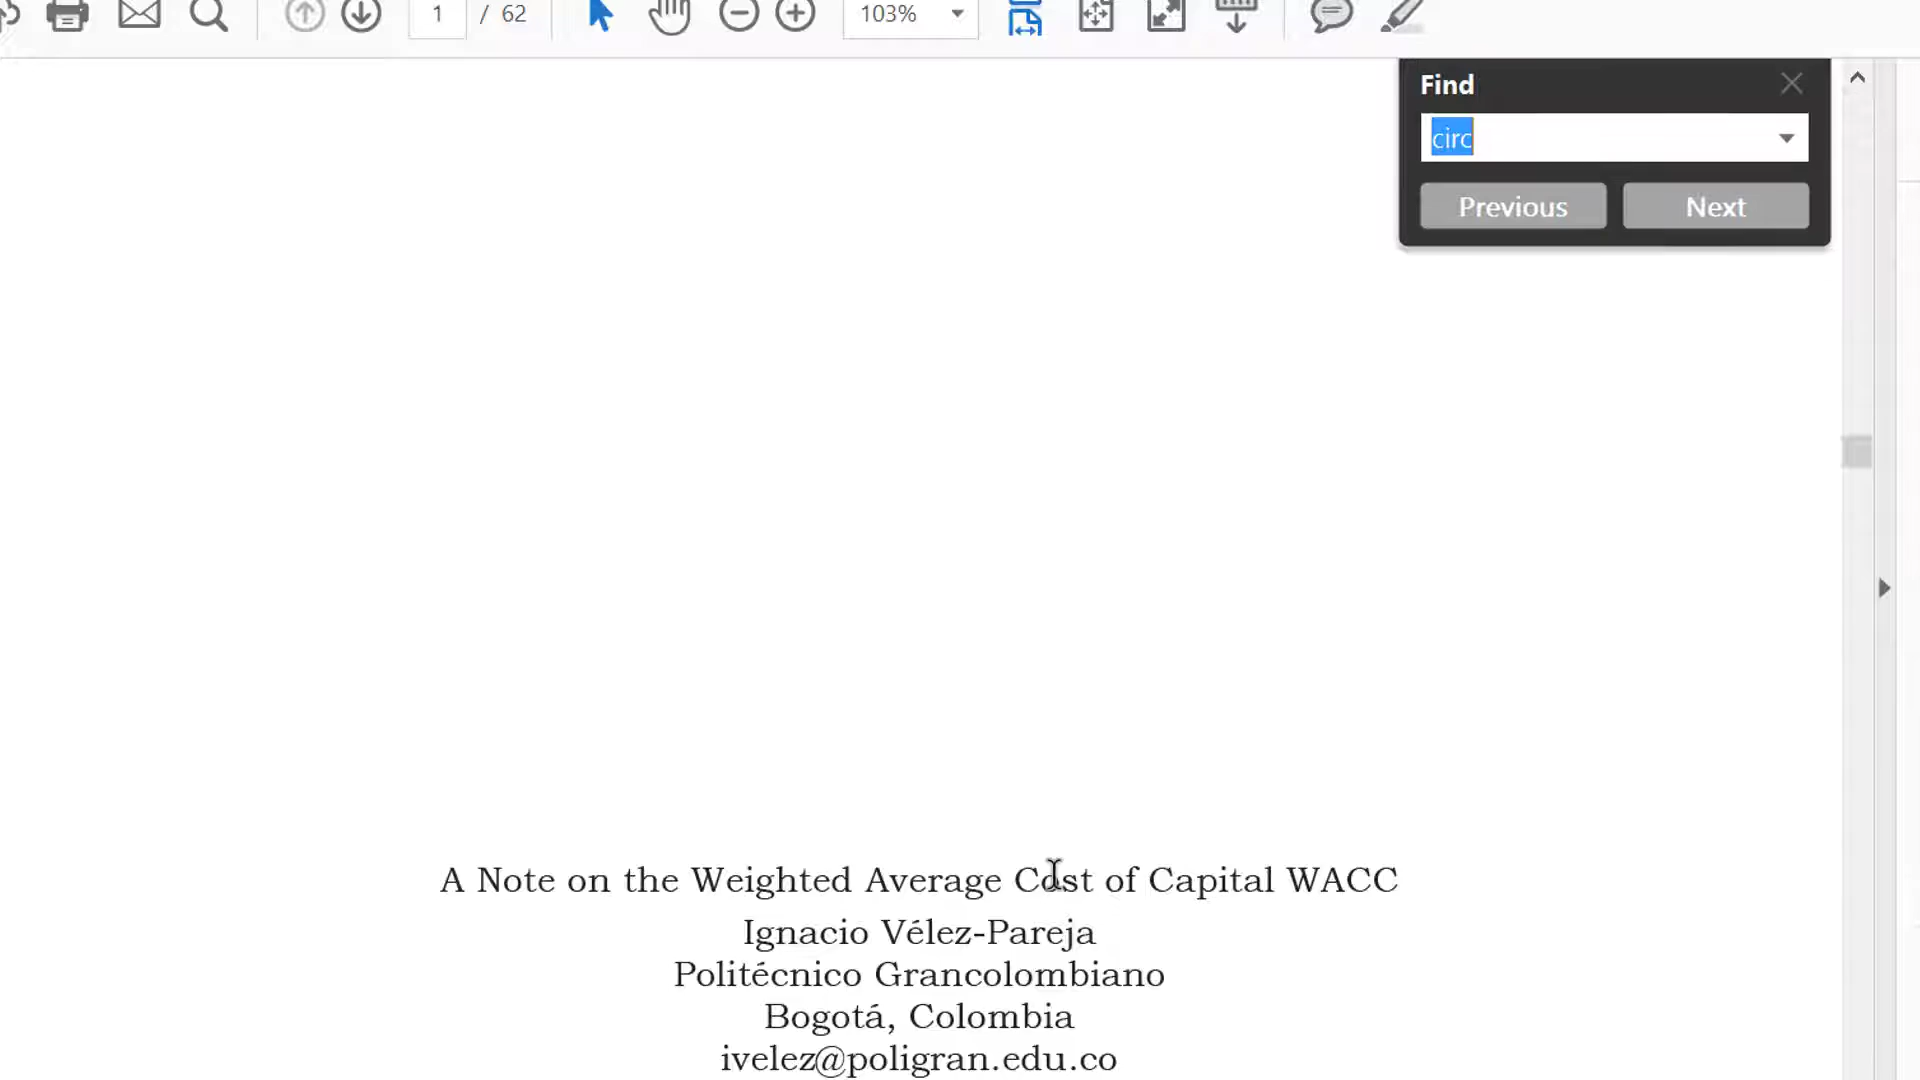 1 / 62
103%
Find
circ
Previous Next
A Note on the Weighted Average Cost of Capital WACC
Ignacio Vélez-Pareja
Politécnico Grancolombiano
Bogotá, Colombia
ivelez@poligran.edu.co